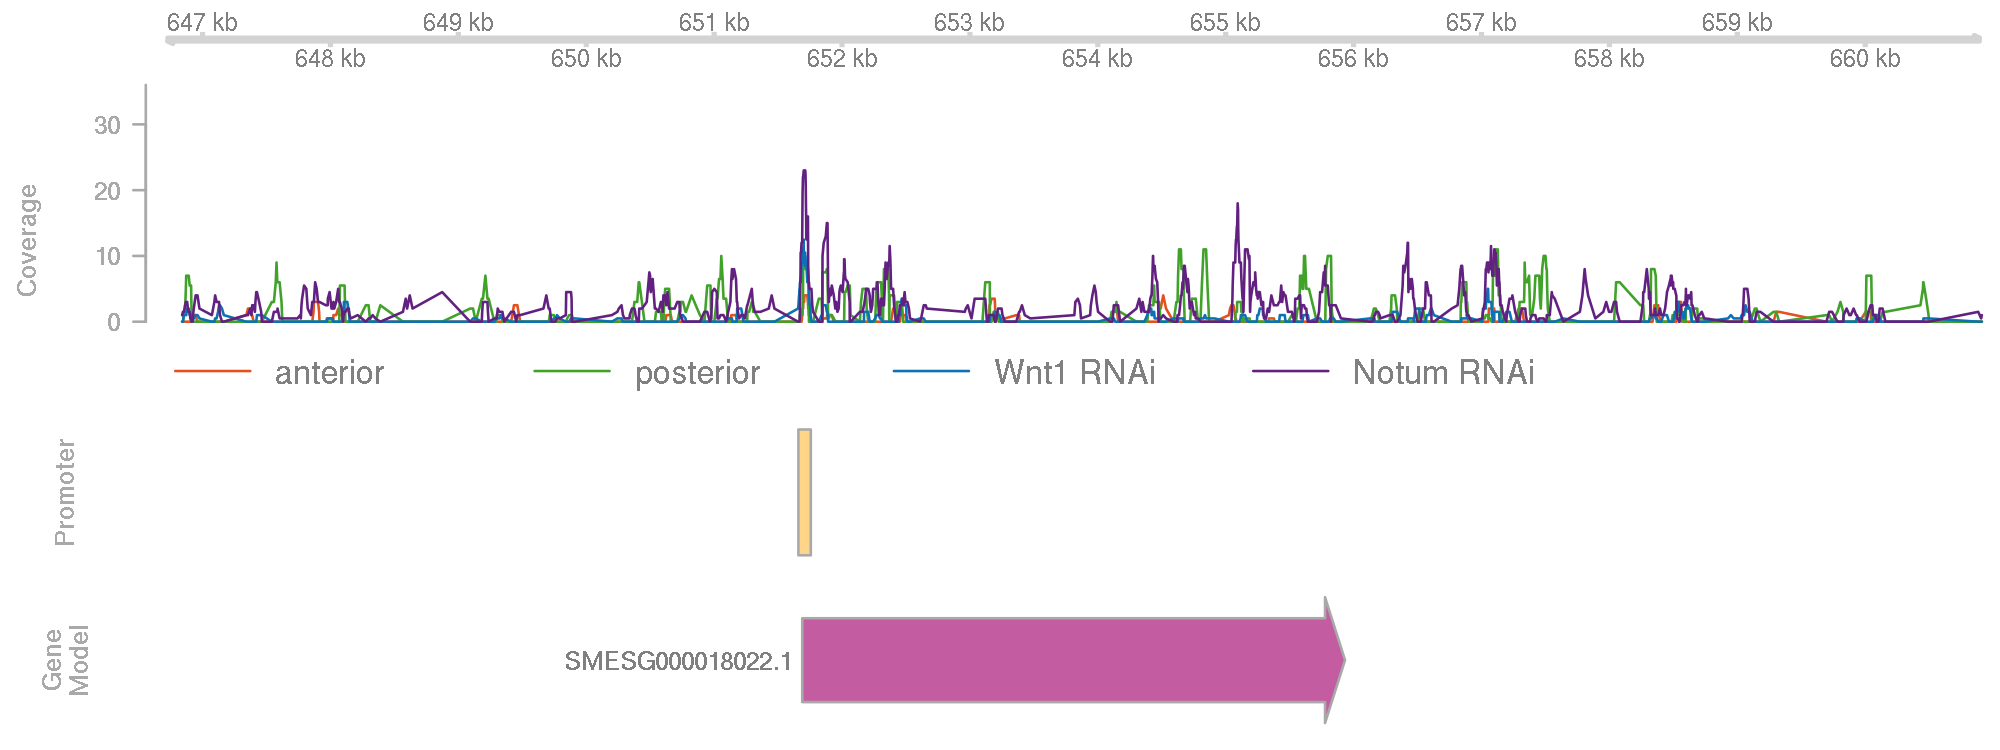 647 kb 649 kb 651 kb 653 kb 655 kb 657 kb 659 kb
648 kb 650 kb 652 kb 654 kb 656 kb 658 kb 660 kb
30
20
10
0
Coverage
anterior posterior Wnt1 RNAi Notum RNAi
Promoter
0
Gene
Model
SMESG000018022.1